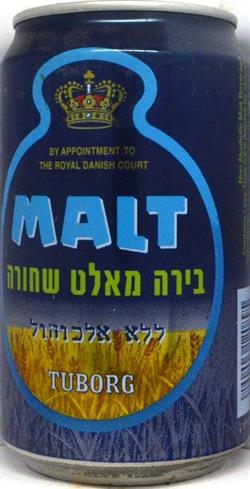 BY APPOINTMENT TO
THE ROYAL DANISH COURT
MALT
בירה מאלט שחורה
ללא אלכוהול
TUBORG